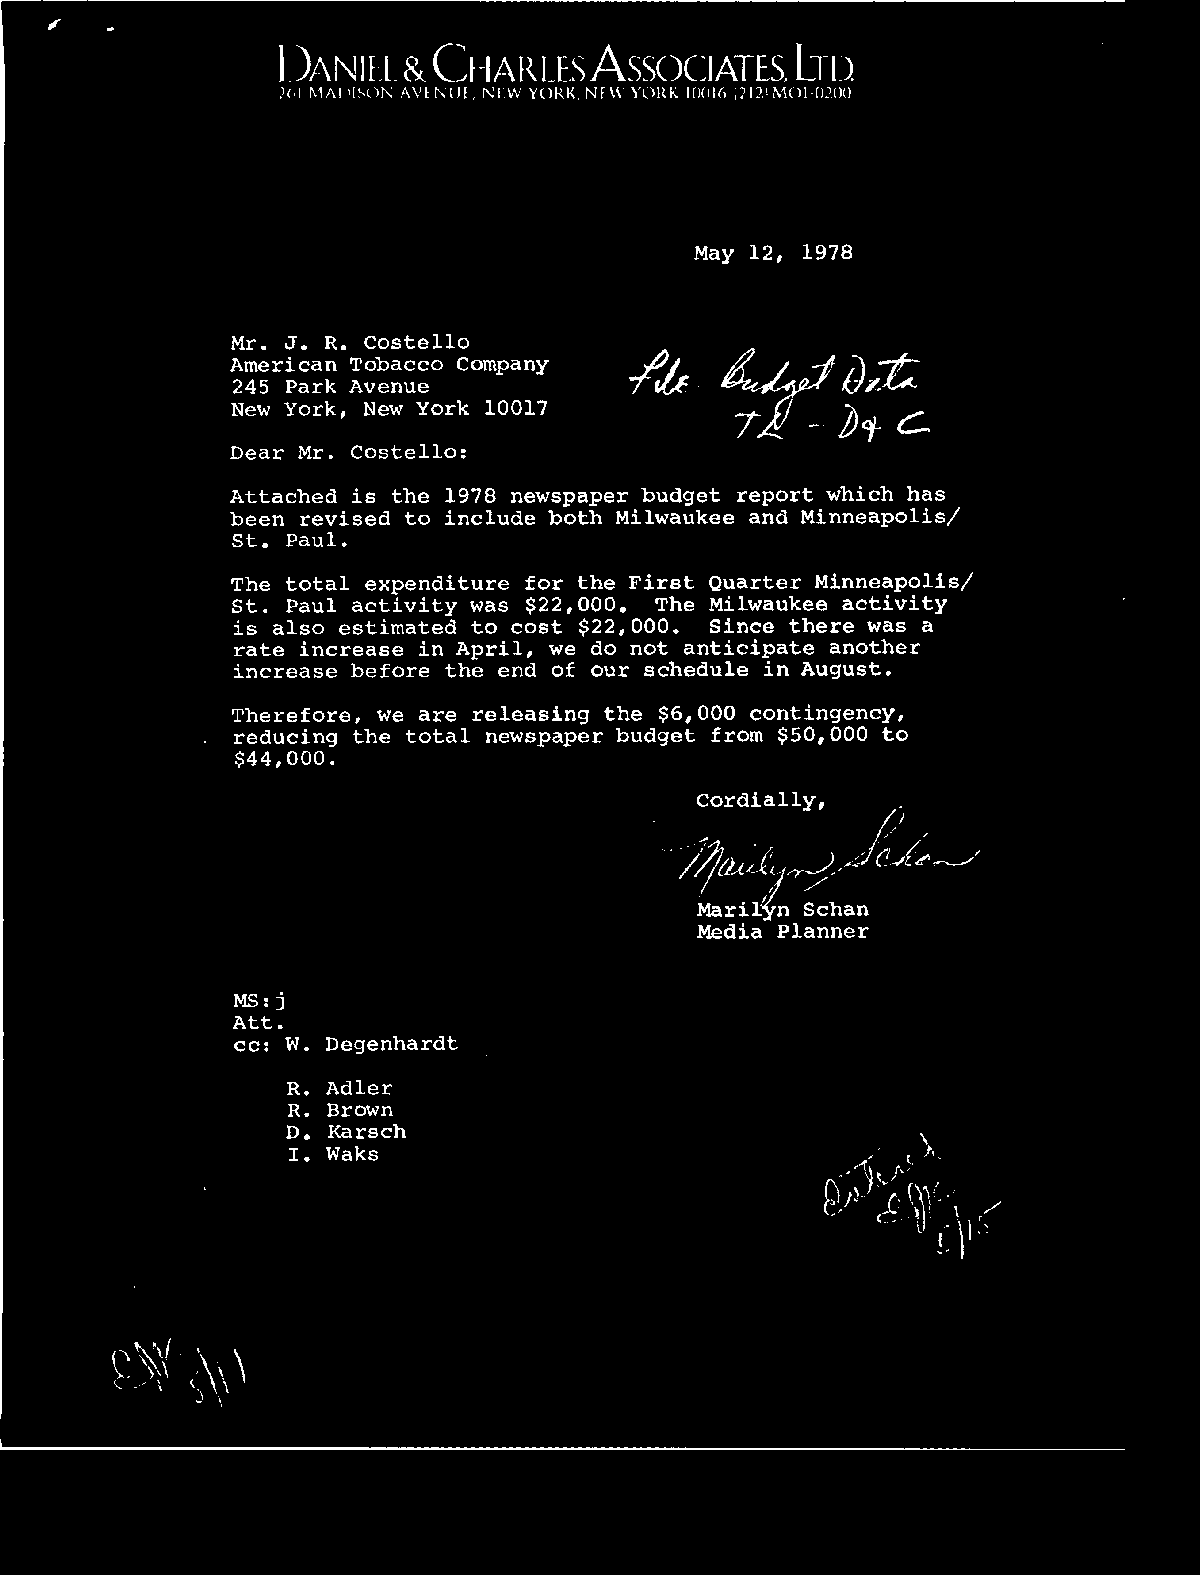 DANIEL & CHARLES ASSOCIATES, LTD.
261 MADISON AVENUE, NEW YORK, NEW YORK 10016 (212) MO1-0200
May 12, 1978
Mr. J. R. Costello
American Tobacco Company
245 Park Avenue
New York, New York 10017
File Budget Data
- D & C
Dear Mr. Costello:
Attached is the 1978 newspaper budget report which has
been revised to include both Milwaukee and Minneapolis/
St. Paul.
The total expenditure for the First Quarter Minneapolis/
St. Paul activity was $22,000. The Milwaukee activity
is also estimated to cost $22,000. Since there was a
rate increase in April, we do not anticipate another
increase before the end of our schedule in August.
Therefore, we are releasing the $6,000 contingency,
reducing the total newspaper budget from $50,000 to
$44,000.
Cordially,
Marilyn Schan
Marilyn Schan
Media Planner
MS:j
Att.
cc: W. Degenhardt
R. Adler
R. Brown
D. Karsch
I. Waks
Entered
5/15